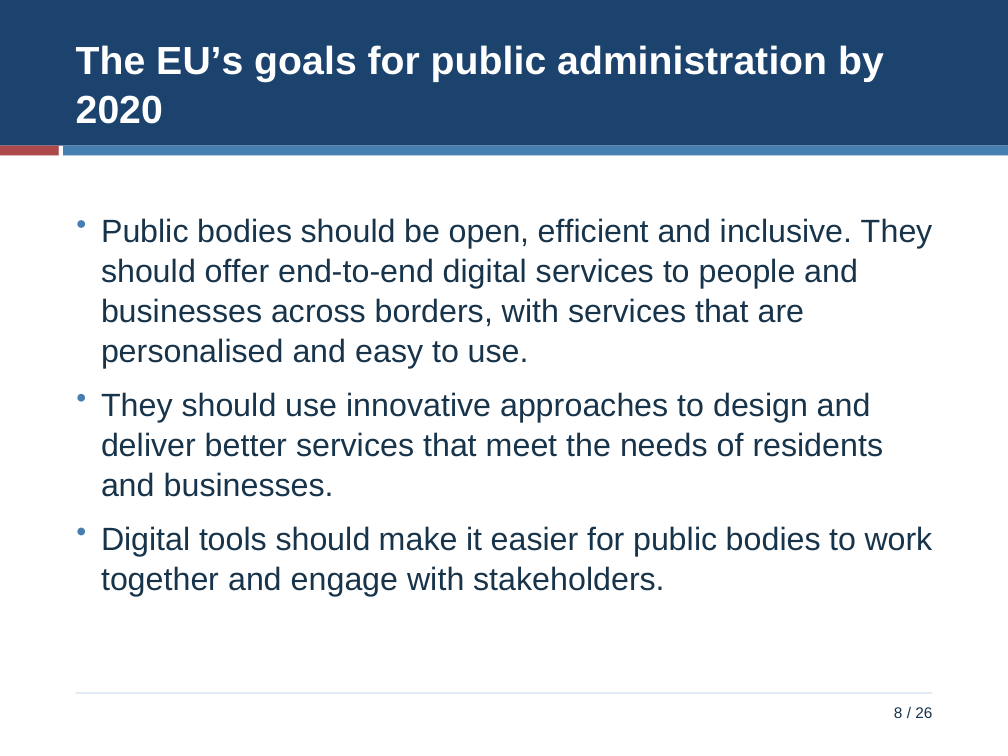 The EU’s goals for public administration by
2020
• Public bodies should be open, efficient and inclusive. They
should offer end-to-end digital services to people and
businesses across borders, with services that are
personalised and easy to use.
• They should use innovative approaches to design and
deliver better services that meet the needs of residents
and businesses.
• Digital tools should make it easier for public bodies to work
together and engage with stakeholders.
8 / 26